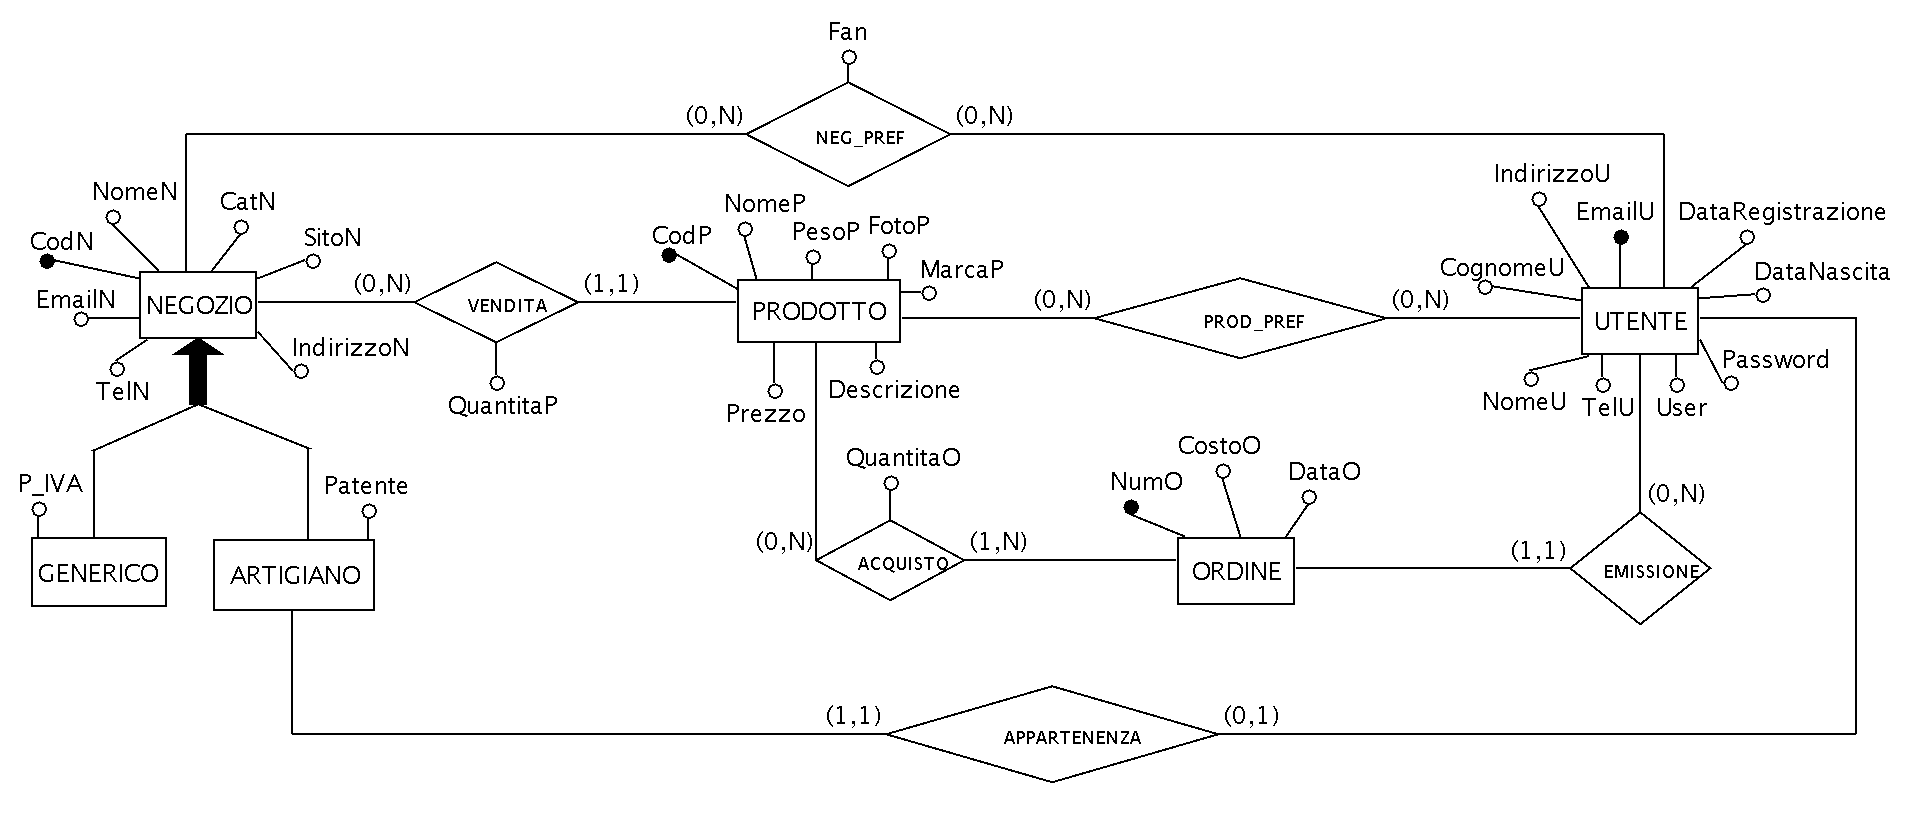 Fan
(0,N)
(0,N)
NEG_PREF
NomeN
CatN
CodN
SitoN
EmailN
NEGOZIO
TelN
IndirizzoN
(0,N)
VENDITA
(1,1)
QuantitaP
CodP
NomeP
PesoP
FotoP
MarcaP
PRODOTTO
Prezzo
Descrizione
(0,N)
PROD_PREF
(0,N)
IndirizzoU
EmailU
DataRegistrazione
CognomeU
DataNascita
UTENTE
Password
NomeU
TelU
User
P_IVA
Patente
GENERICO
ARTIGIANO
QuantitaO
(0,N)
ACQUISTO
(1,N)
NumO
CostoO
DataO
ORDINE
(1,1)
(0,N)
EMISSIONE
(1,1)
APPARTENENZA
(0,1)